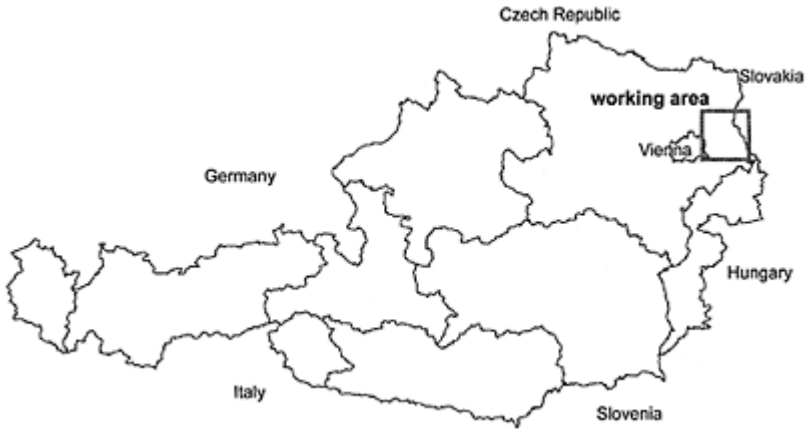 Czech Republic
Slovakia
working area
Vienna
Germany
Hungary
Italy
Slovenia